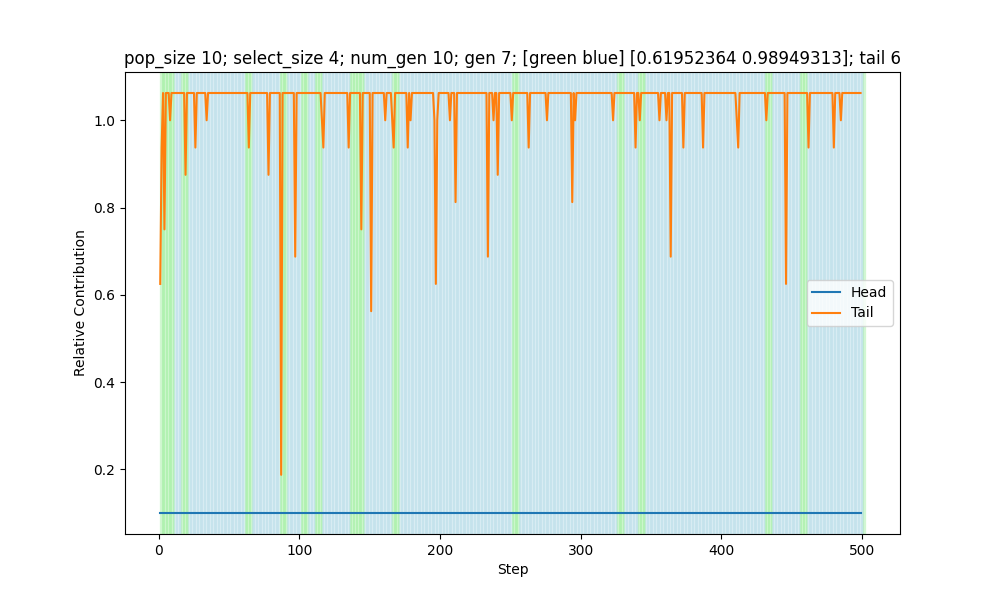 pop_size 10; select_size 4; num_gen 10; gen 7; [green blue] [0.61952364 0.98949313]; tail 6
1.0
0.8
0.6
0.4
0.2
Relative Contribution
Head
Tail
0 100 200 300 400 500
Step